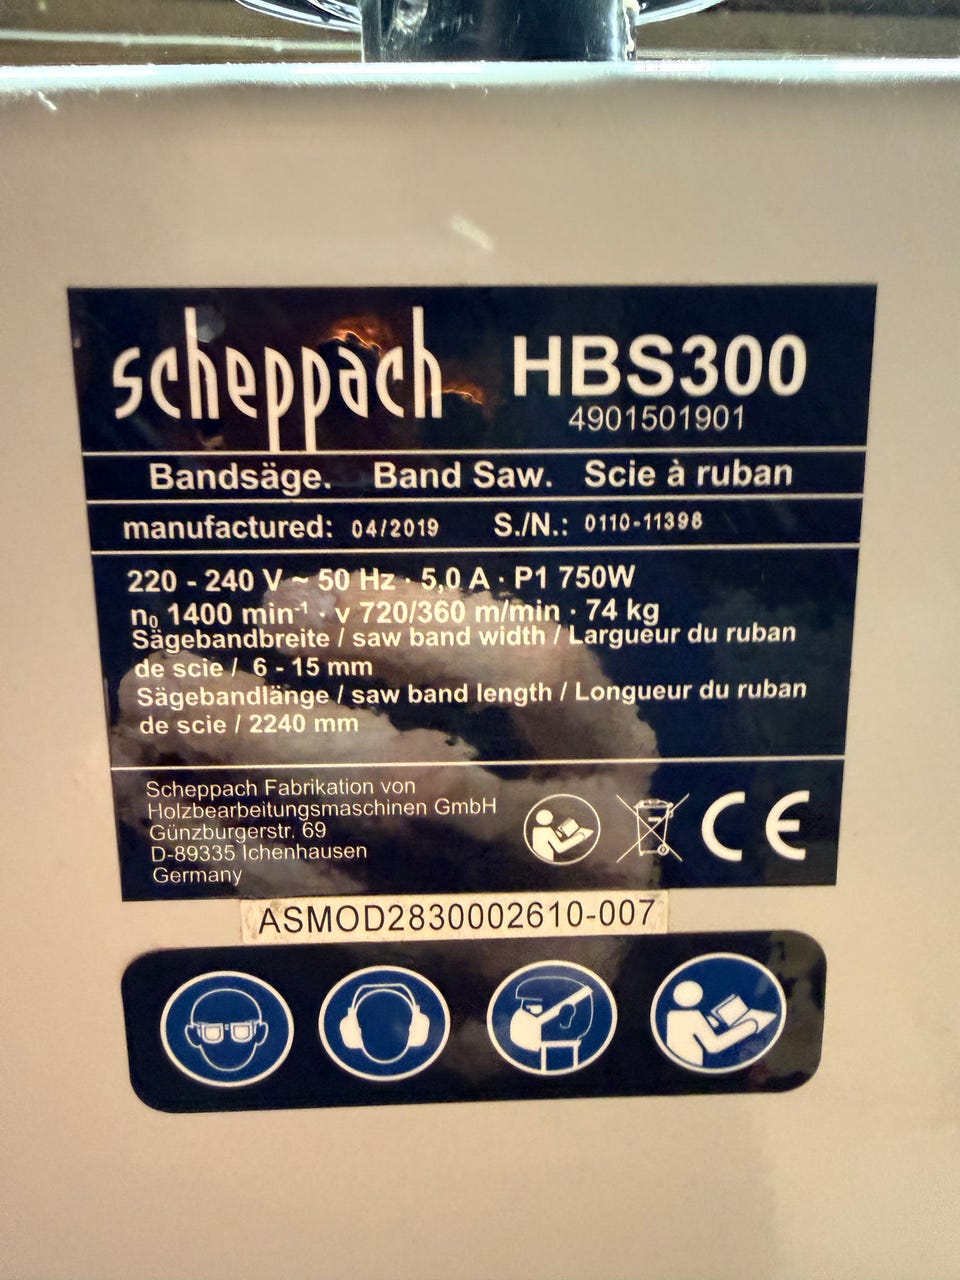 scheppach HBS300
4901501901
Bandsäge. Band Saw. Scie à ruban
manufactured: 04/2019 S./N.: 0110-11398
220 - 240 V ~ 50 Hz · 5,0 A · P1 750W
n₀ 1400 min⁻¹ · v 720/360 m/min · 74 kg
Sägebandbreite / saw band width / Largueur du ruban
de scie / 6 - 15 mm
Sägebandlänge / saw band length / Longueur du ruban
de scie / 2240 mm
Scheppach Fabrikation von
Holzbearbeitungsmaschinen GmbH
Günzburgerstr. 69
D-89335 Ichenhausen
Germany
CE
ASMOD2830002610-007